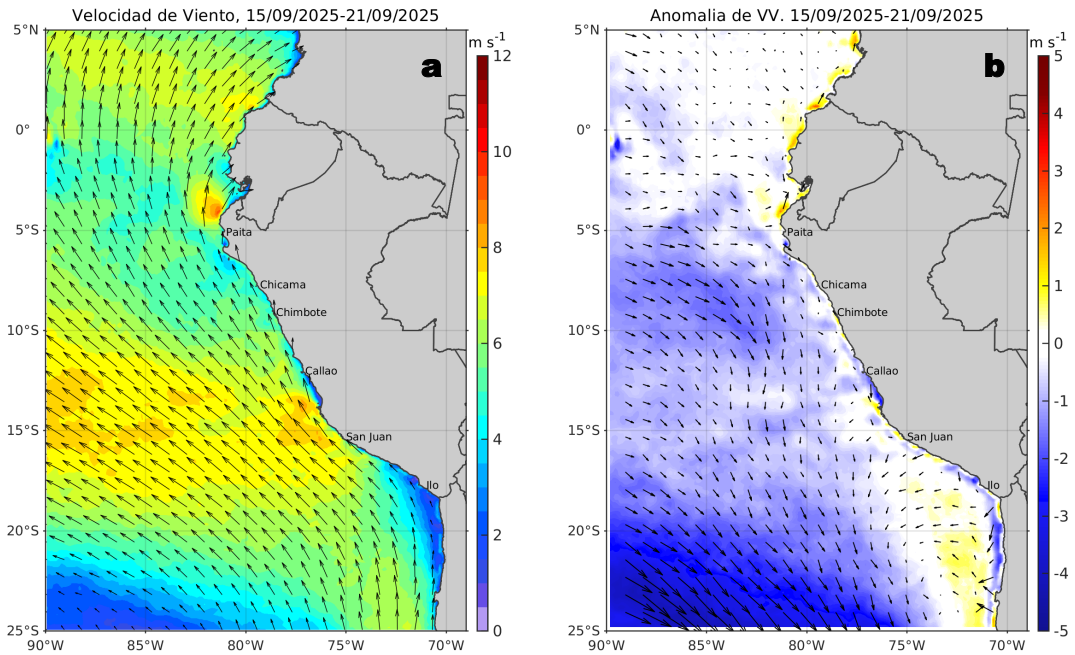 Velocidad de Viento, 15/09/2025-21/09/2025
a
m s⁻¹
12
10
8
6
4
2
0
5°N
0°
5°S
10°S
15°S
20°S
25°S
90°W
85°W
80°W
75°W
70°W
Paita
Chicama
Chimbote
Callao
San Juan
Ilo
Anomalia de VV. 15/09/2025-21/09/2025
b
m s⁻¹
5
4
3
2
1
0
-1
-2
-3
-4
-5
5°N
0°
5°S
10°S
15°S
20°S
25°S
90°W
85°W
80°W
75°W
70°W
Paita
Chicama
Chimbote
Callao
San Juan
Ilo